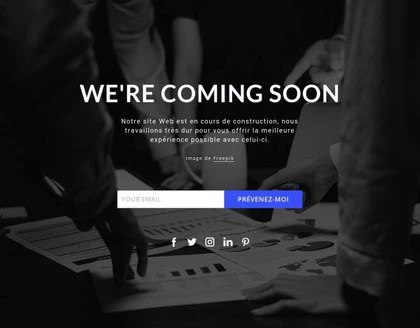 WE'RE COMING SOON
Notre site Web est en cours de construction, nous
travaillons très dur pour vous offrir la meilleure
expérience possible avec celui-ci.
Image de Freepik
YOUR EMAIL
PRÉVENEZ-MOI